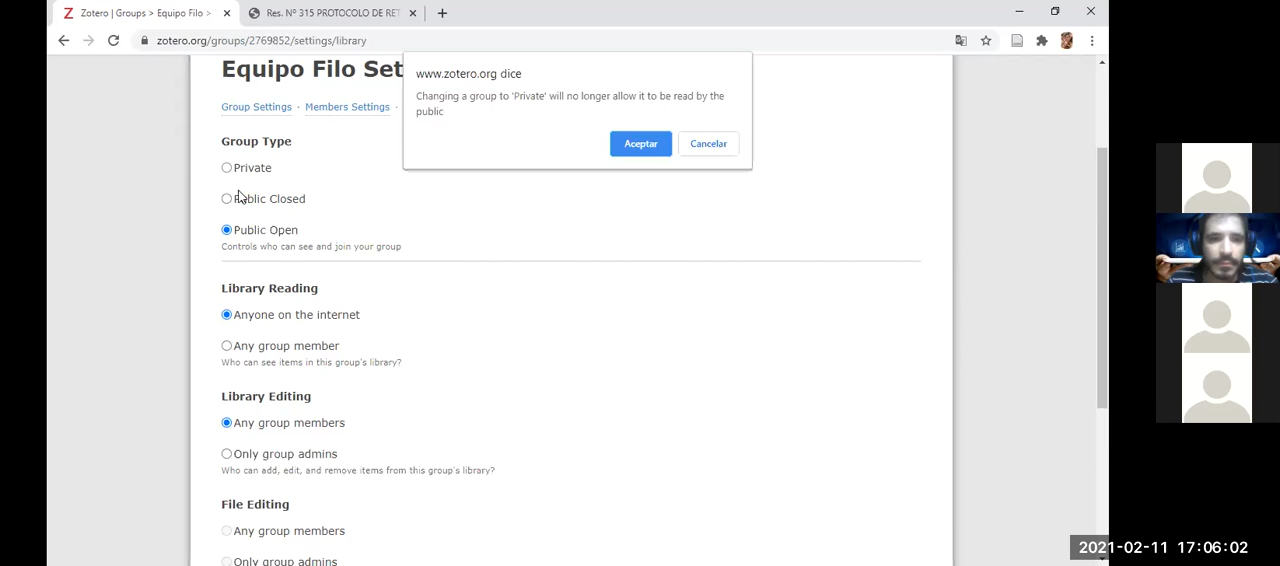 Zotero | Groups > Equipo Filo >
Res. Nº 315 PROTOCOLO DE RET
zotero.org/groups/2769852/settings/library
www.zotero.org dice
Changing a group to 'Private' will no longer allow it to be read by the
public
Aceptar
Cancelar
Equipo Filo Set
Group Settings · Members Settings ·
Group Type
Private
Public Closed
Public Open
Controls who can see and join your group
Library Reading
Anyone on the internet
Any group member
Who can see items in this group's library?
Library Editing
Any group members
Only group admins
Who can add, edit, and remove items from this group's library?
File Editing
Any group members
Only group admins
2021-02-11 17:06:02